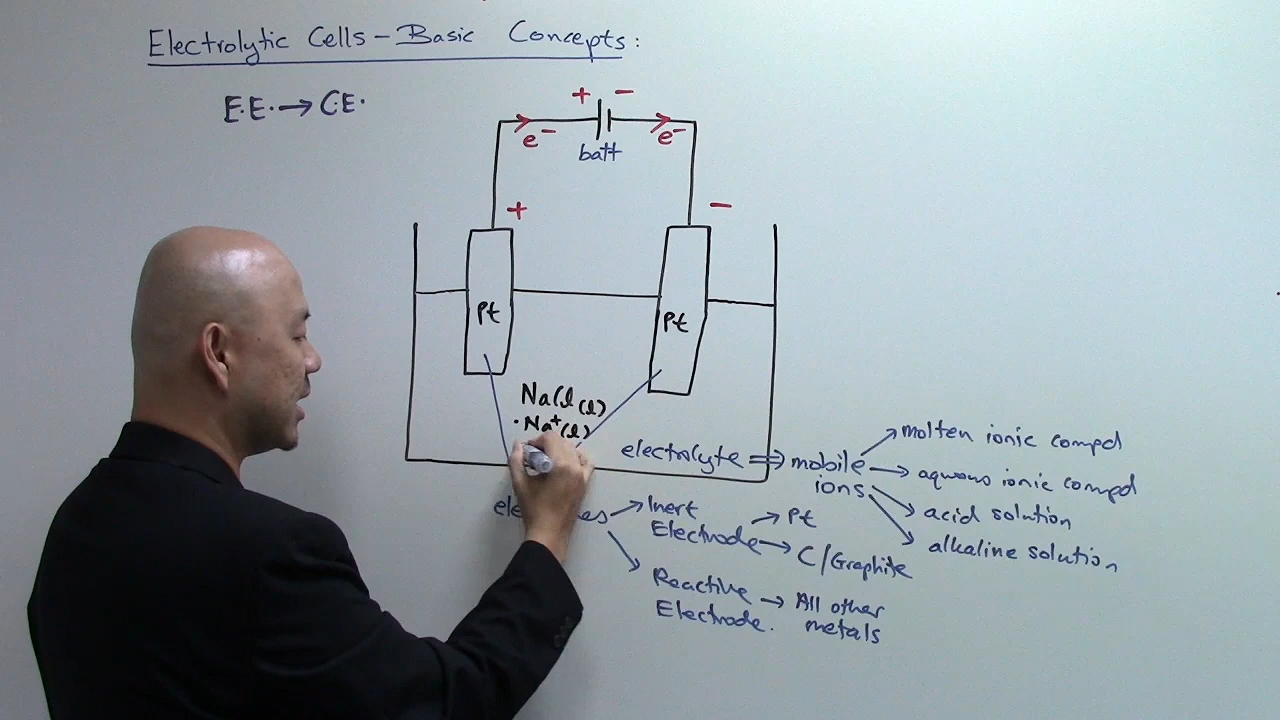 Electrolytic Cells - Basic Concepts:
E.E. → C.E.
+ −
e⁻ e⁻
batt
+ −
Pt Pt
NaCl (l)
· Na⁺(l)
electrolyte ⇒ mobile ions
→ molten ionic compd
→ aqueous ionic compd
→ acid solution
→ alkaline solution
→ Inert Electrode
→ Pt
→ C/Graphite
→ Reactive Electrode.
→ All other metals